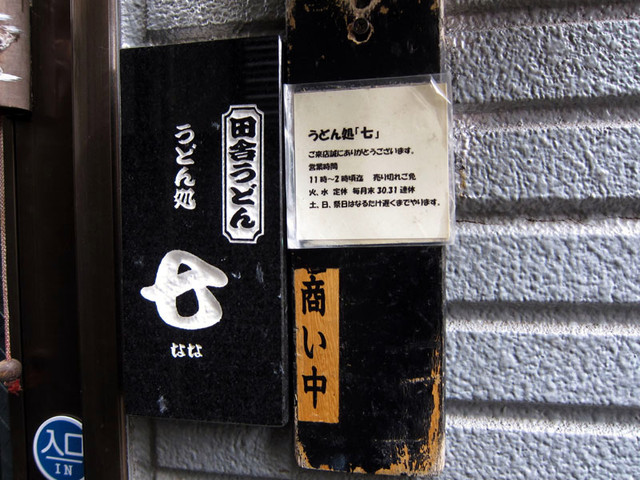 田舎うどん
うどん処
七
なな
うどん処「七」
ご来店誠にありがとうございます。
営業時間
11時〜2時頃迄 売り切れご免
火、水 定休 毎月末30.31連休
土、日、祭日はなるたけ遅くまでやります。
商い中
入口
IN